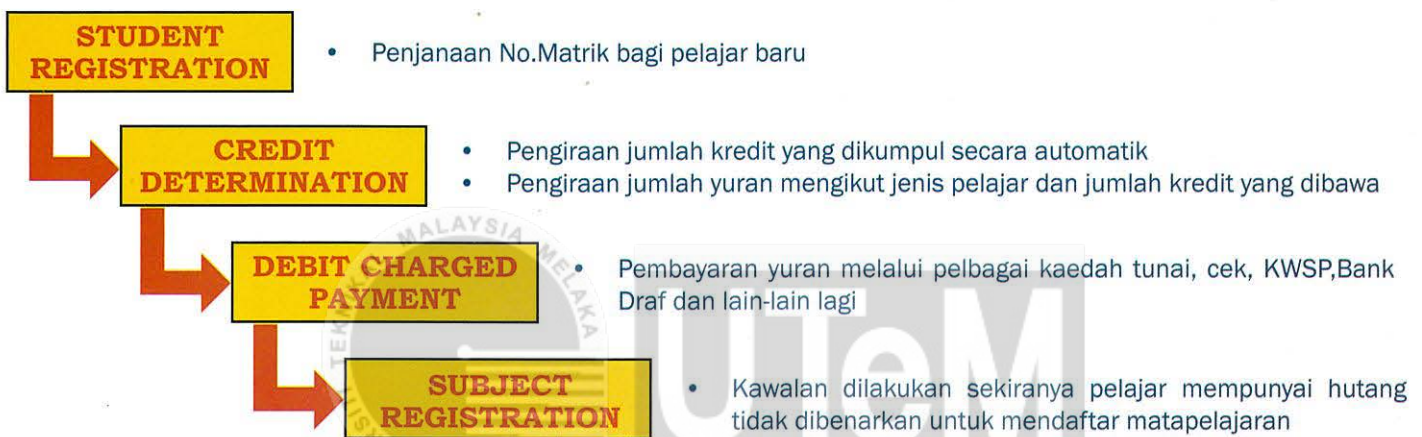 STUDENT
REGISTRATION
• Penjanaan No.Matrik bagi pelajar baru
CREDIT
DETERMINATION
• Pengiraan jumlah kredit yang dikumpul secara automatik
• Pengiraan jumlah yuran mengikut jenis pelajar dan jumlah kredit yang dibawa
DEBIT CHARGED
PAYMENT
• Pembayaran yuran melalui pelbagai kaedah tunai, cek, KWSP,Bank
Draf dan lain-lain lagi
SUBJECT
REGISTRATION
• Kawalan dilakukan sekiranya pelajar mempunyai hutang
tidak dibenarkan untuk mendaftar matapelajaran
MALAYSIA MELAKA
UTeM